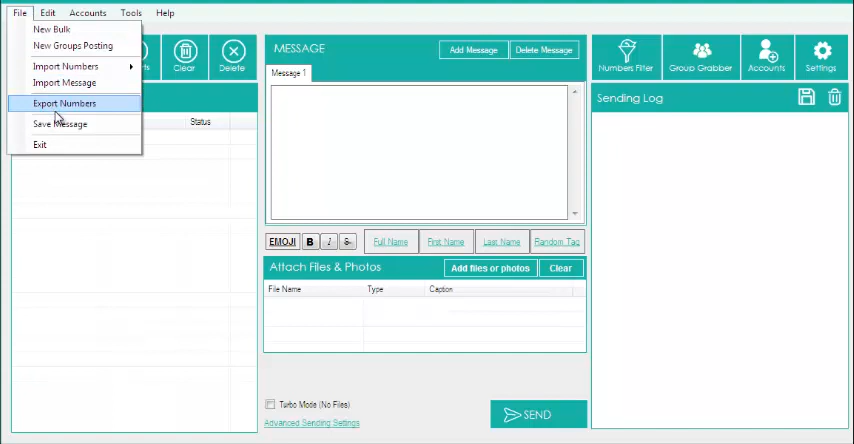 File Edit Accounts Tools Help
New Bulk
New Groups Posting
Import Numbers
Import Message
Export Numbers
Save Message
Exit
Clear
Delete
Status
MESSAGE
Add Message
Delete Message
Message 1
EMOJI B I S
Full Name
First Name
Last Name
Random Tag
Attach Files & Photos
Add files or photos
Clear
File Name Type Caption
Turbo Mode (No Files)
Advanced Sending Settings
SEND
Numbers Filter
Group Grabber
Accounts
Settings
Sending Log